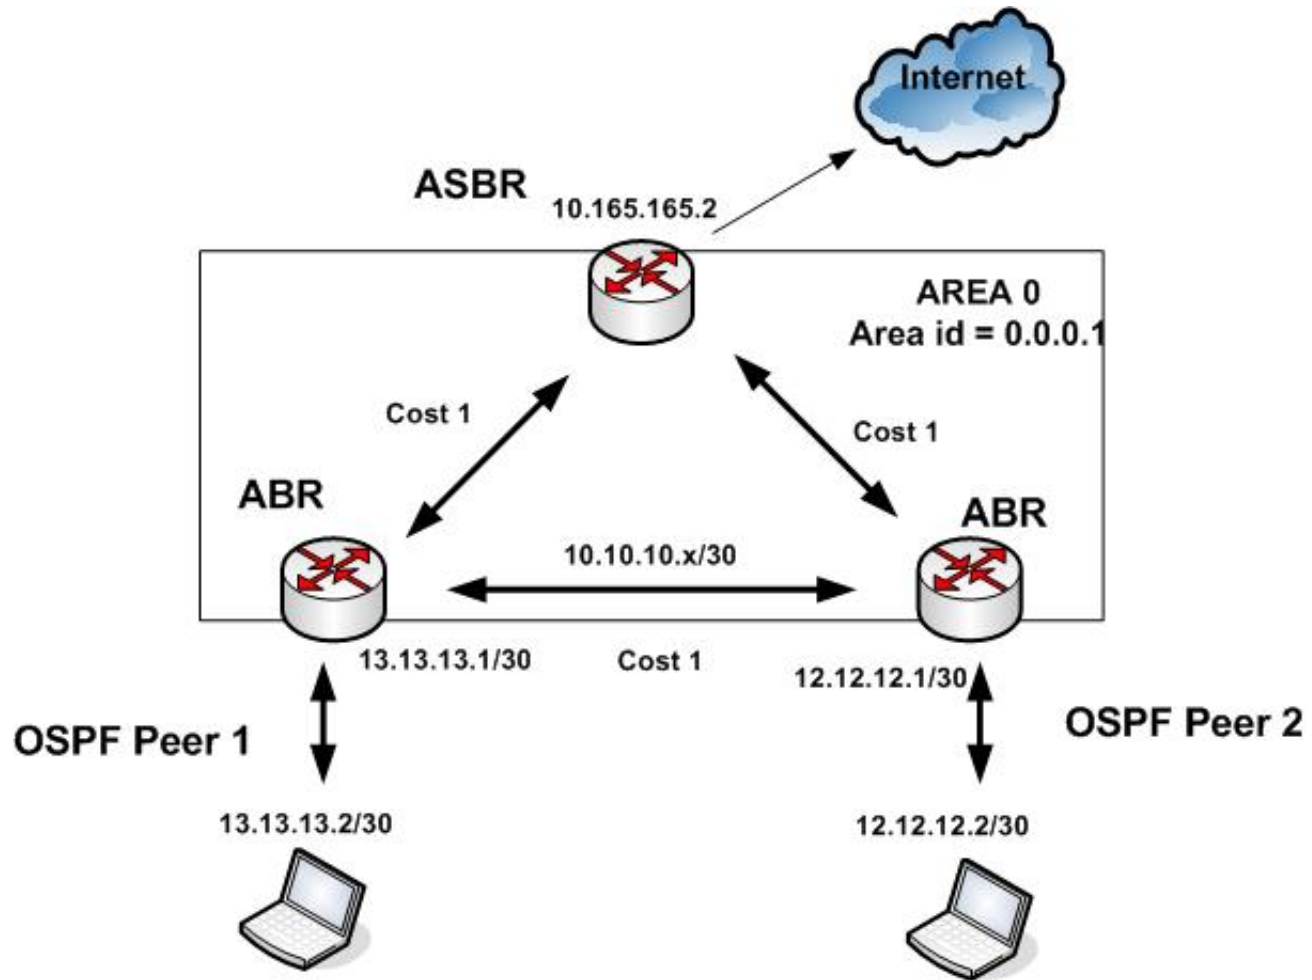 Internet
ASBR
10.165.165.2
AREA 0
Area id = 0.0.0.1
Cost 1
Cost 1
ABR
ABR
10.10.10.x/30
13.13.13.1/30
Cost 1
12.12.12.1/30
OSPF Peer 1
OSPF Peer 2
13.13.13.2/30
12.12.12.2/30